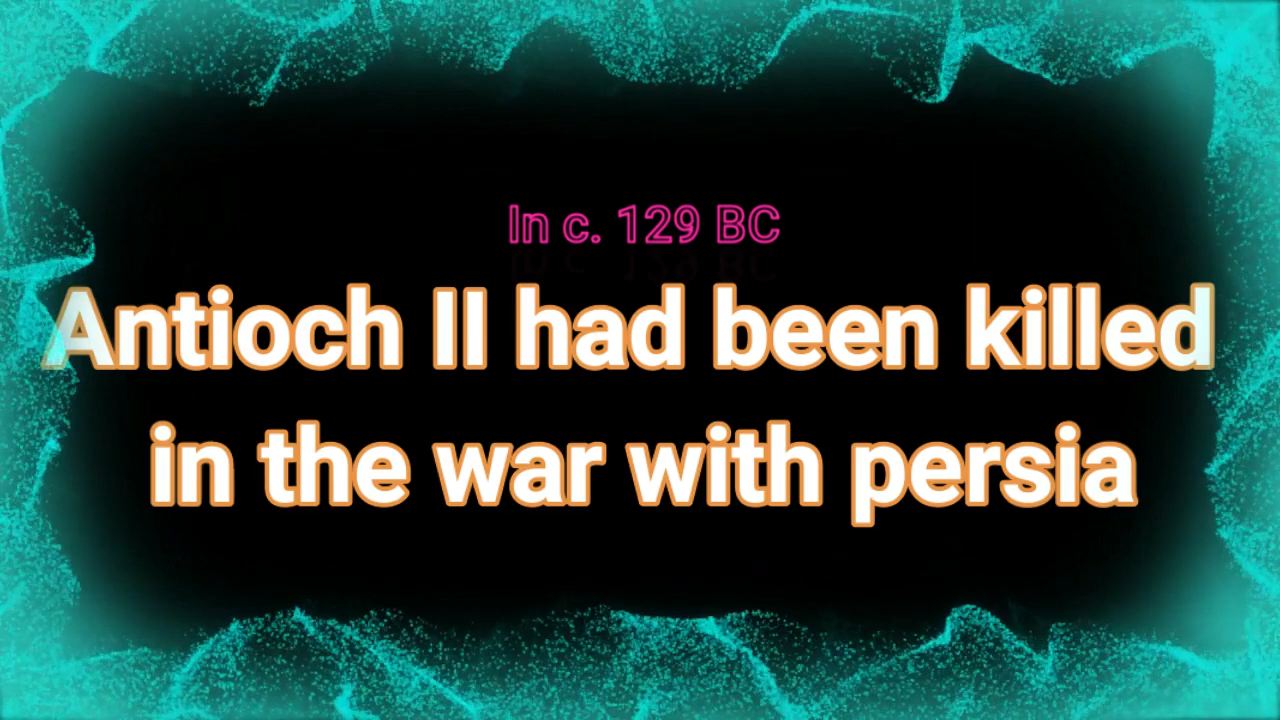 In c. 129 BC
Antioch II had been killed
in the war with persia